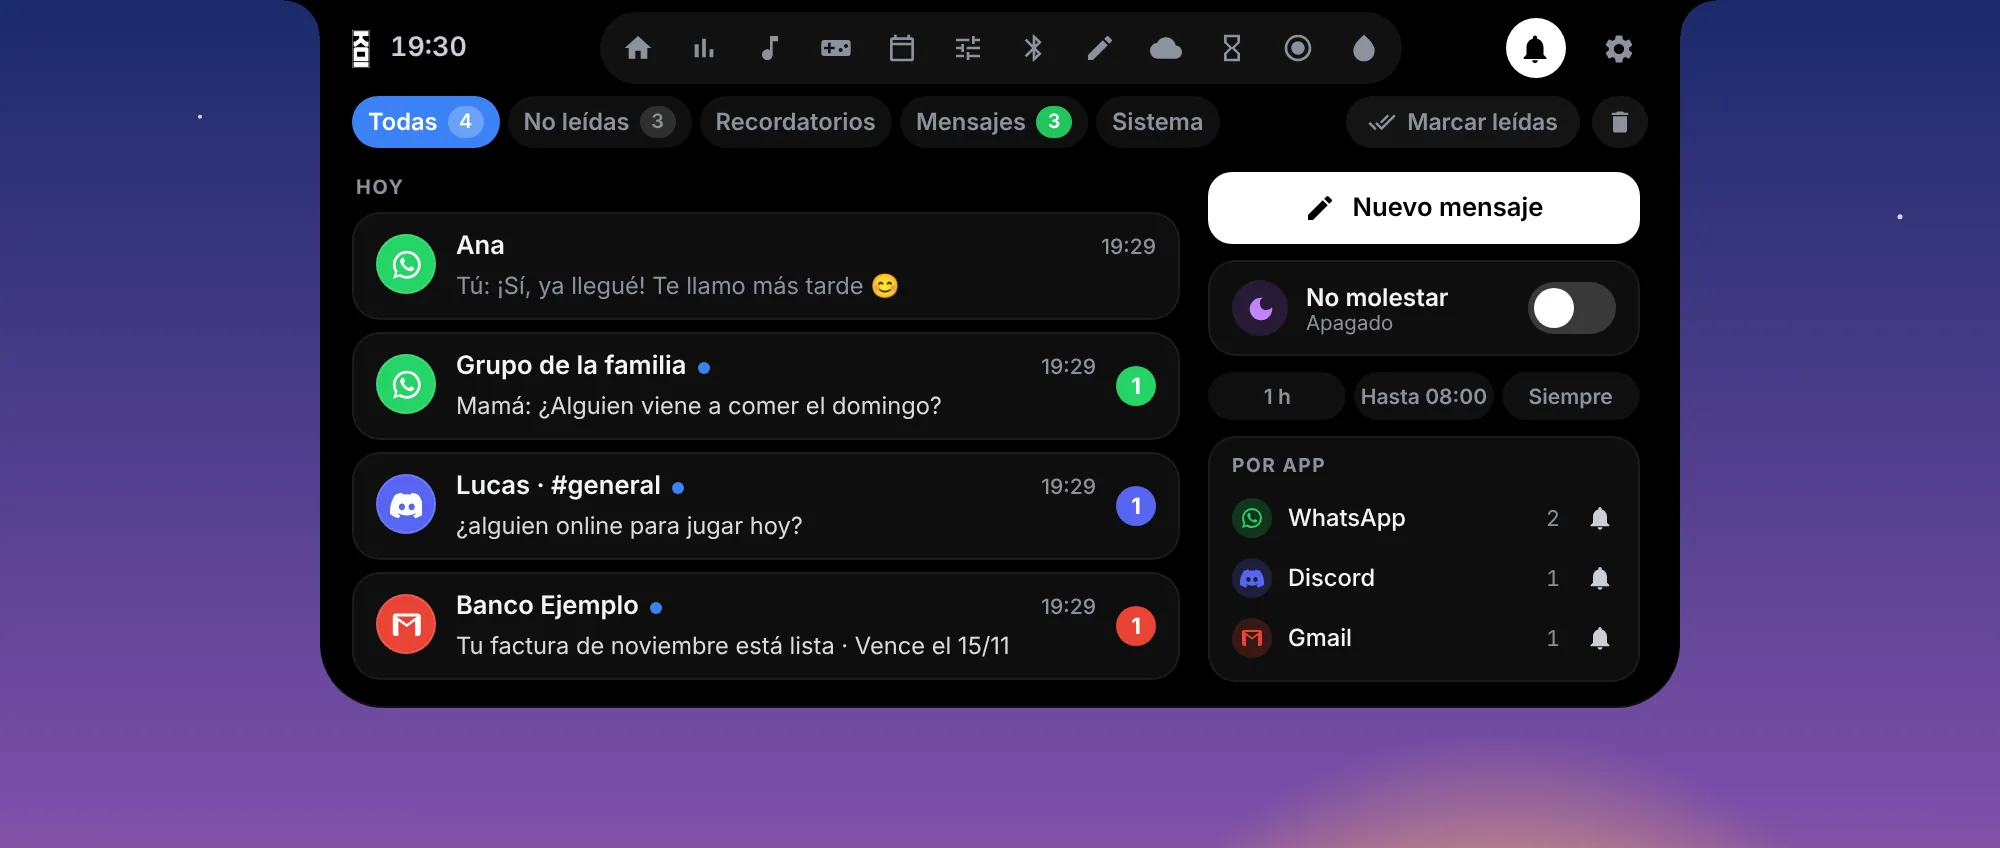 19:30
Todas 4
No leídas 3
Recordatorios
Mensajes 3
Sistema
Marcar leídas
HOY
Ana 19:29
Tú: ¡Sí, ya llegué! Te llamo más tarde 😊
Grupo de la familia 19:29
Mamá: ¿Alguien viene a comer el domingo? 1
Lucas · #general 19:29
¿alguien online para jugar hoy? 1
Banco Ejemplo 19:29
Tu factura de noviembre está lista · Vence el 15/11 1
Nuevo mensaje
No molestar
Apagado
1 h
Hasta 08:00
Siempre
POR APP
WhatsApp 2
Discord 1
Gmail 1